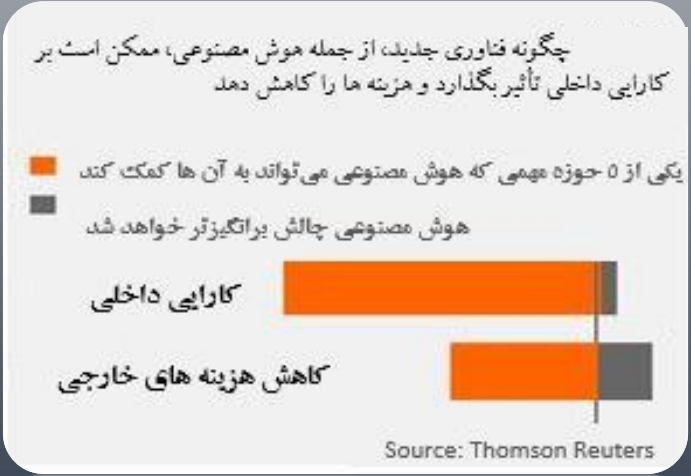 چگونه فناوری جدید، از جمله هوش مصنوعی، ممکن است بر
کارایی داخلی تأثیر بگذارد و هزینه ها را کاهش دهد
یکی از ۵ حوزه مهمی که هوش مصنوعی می‌تواند به آن ها کمک کند
هوش مصنوعی چالش برانگیزتر خواهد شد
کارایی داخلی
کاهش هزینه های خارجی
Source: Thomson Reuters